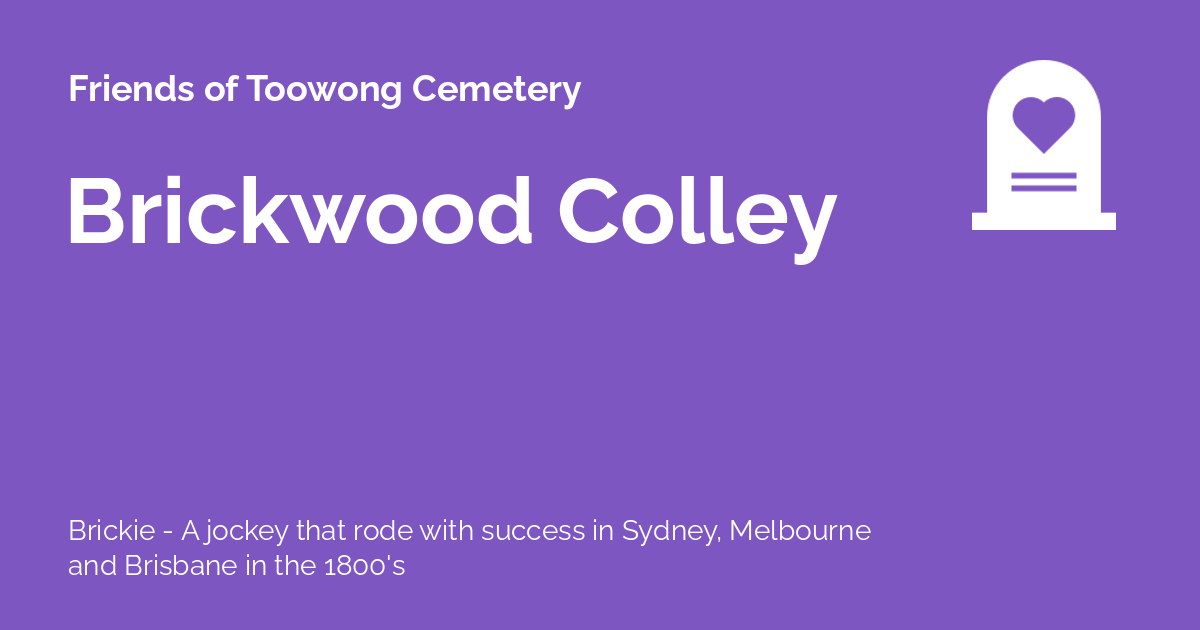 Friends of Toowong Cemetery
Brickwood Colley
Brickie - A jockey that rode with success in Sydney, Melbourne
and Brisbane in the 1800's